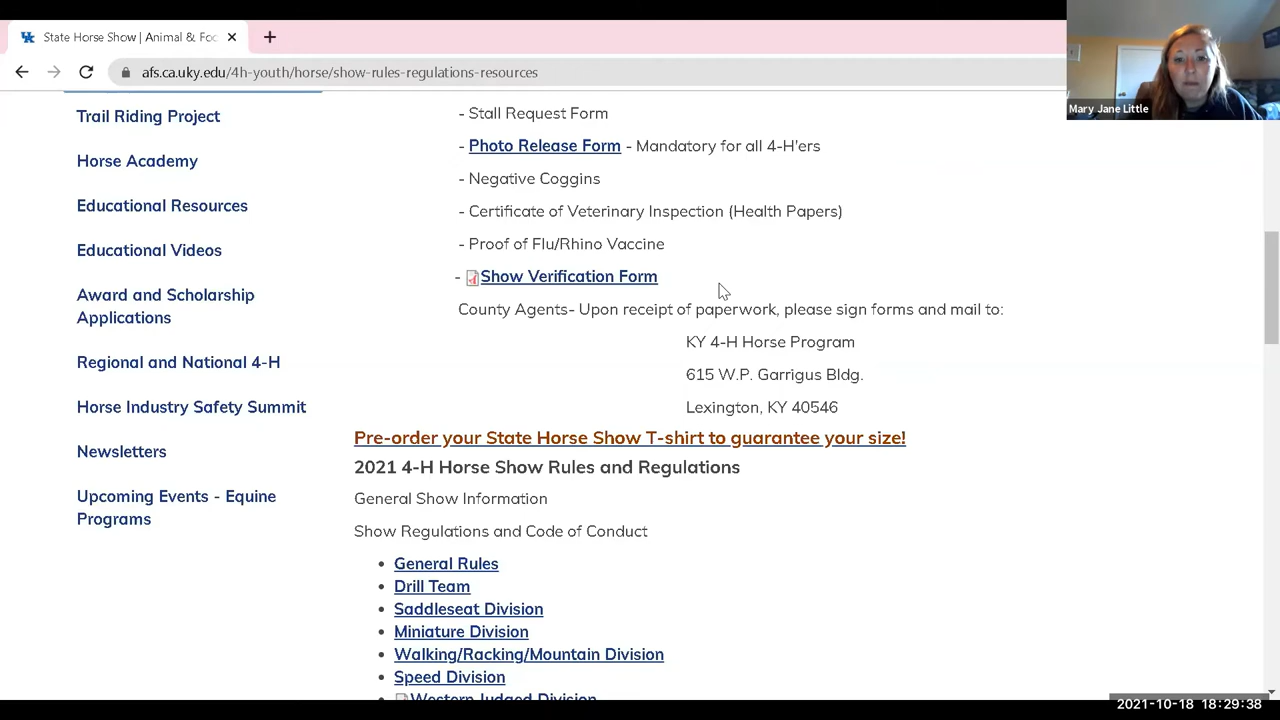 State Horse Show | Animal & Foo
afs.ca.uky.edu/4h-youth/horse/show-rules-regulations-resources
Mary Jane Little
Trail Riding Project
Horse Academy
Educational Resources
Educational Videos
Award and Scholarship
Applications
Regional and National 4-H
Horse Industry Safety Summit
Newsletters
Upcoming Events - Equine
Programs
- Stall Request Form
- Photo Release Form - Mandatory for all 4-H'ers
- Negative Coggins
- Certificate of Veterinary Inspection (Health Papers)
- Proof of Flu/Rhino Vaccine
- Show Verification Form
County Agents- Upon receipt of paperwork, please sign forms and mail to:
KY 4-H Horse Program
615 W.P. Garrigus Bldg.
Lexington, KY 40546
Pre-order your State Horse Show T-shirt to guarantee your size!
2021 4-H Horse Show Rules and Regulations
General Show Information
Show Regulations and Code of Conduct
• General Rules
• Drill Team
• Saddleseat Division
• Miniature Division
• Walking/Racking/Mountain Division
• Speed Division
Western Judged Division
2021-10-18 18:29:38